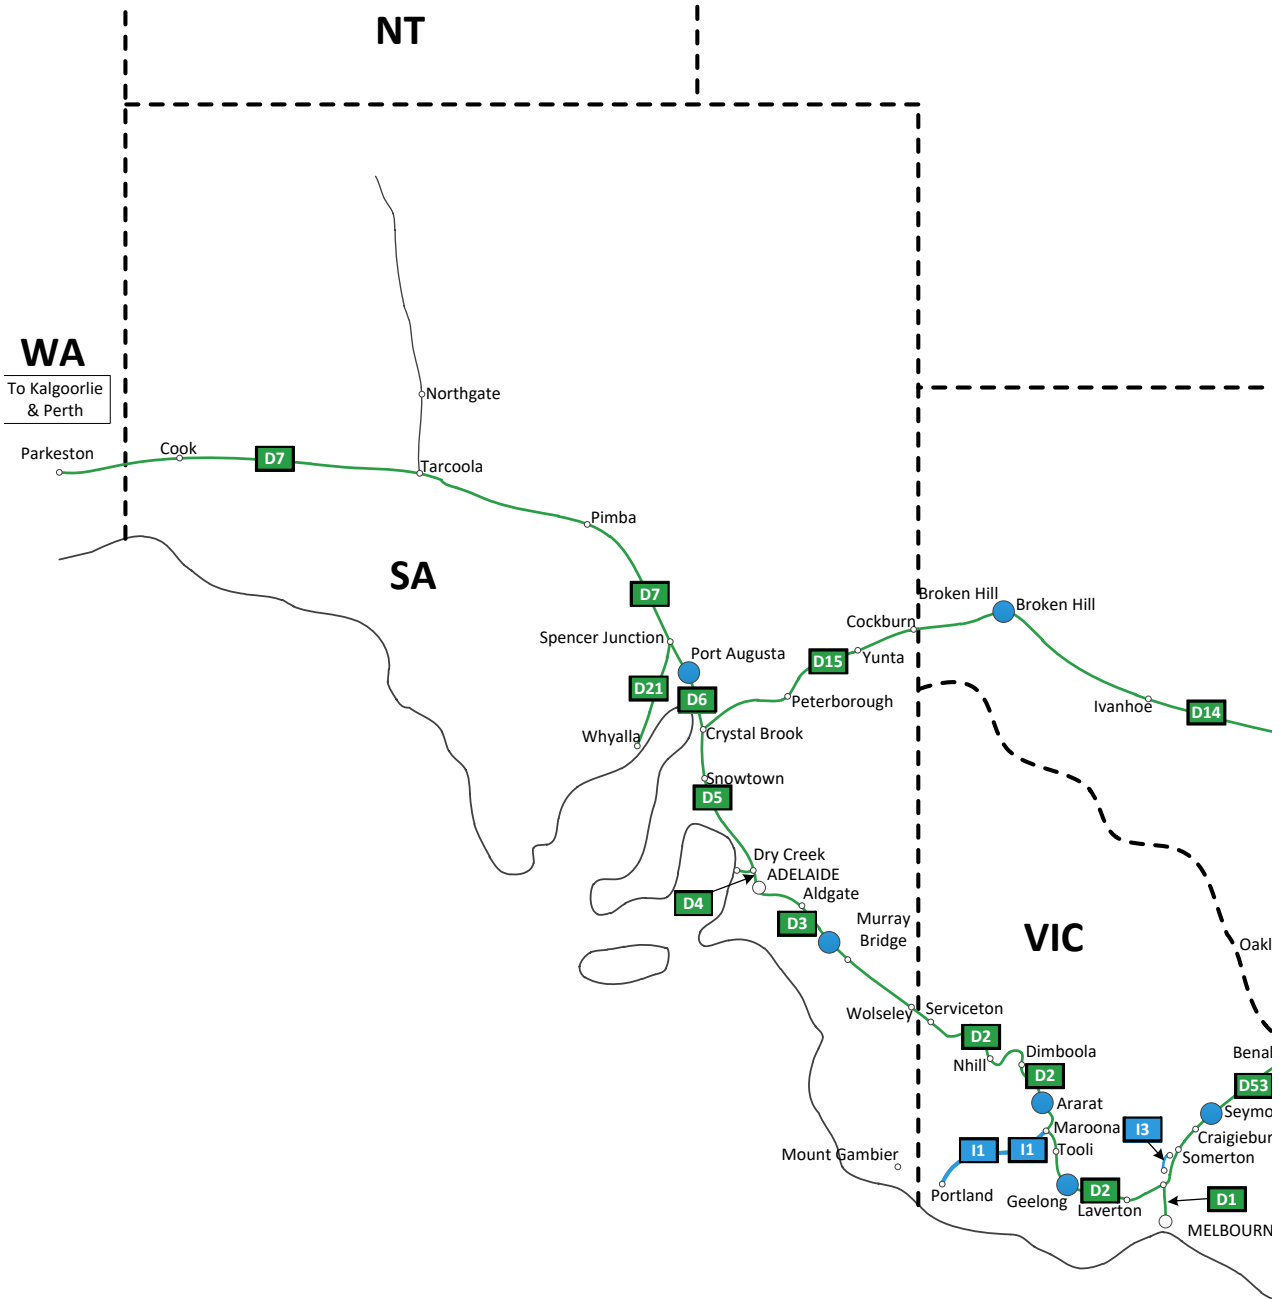 NT
WA
To Kalgoorlie
& Perth
Northgate
Parkeston
Cook
D7
Tarcoola
Pimba
SA
D7
Broken Hill
Broken Hill
Cockburn
Spencer Junction
Port Augusta
D15
Yunta
D21
D6
Peterborough
Ivanhoe
D14
Whyalla
Crystal Brook
Snowtown
D5
Dry Creek
ADELAIDE
Aldgate
D4
D3
Murray
Bridge
VIC
Oakl
Wolseley
Serviceton
D2
Nhill
Dimboola
Benal
D2
D53
Ararat
Seymo
Maroona
I3
Craigiebur
I1
I1
Tooli
Somerton
Mount Gambier
Portland
Geelong
D2
Laverton
D1
MELBOURN